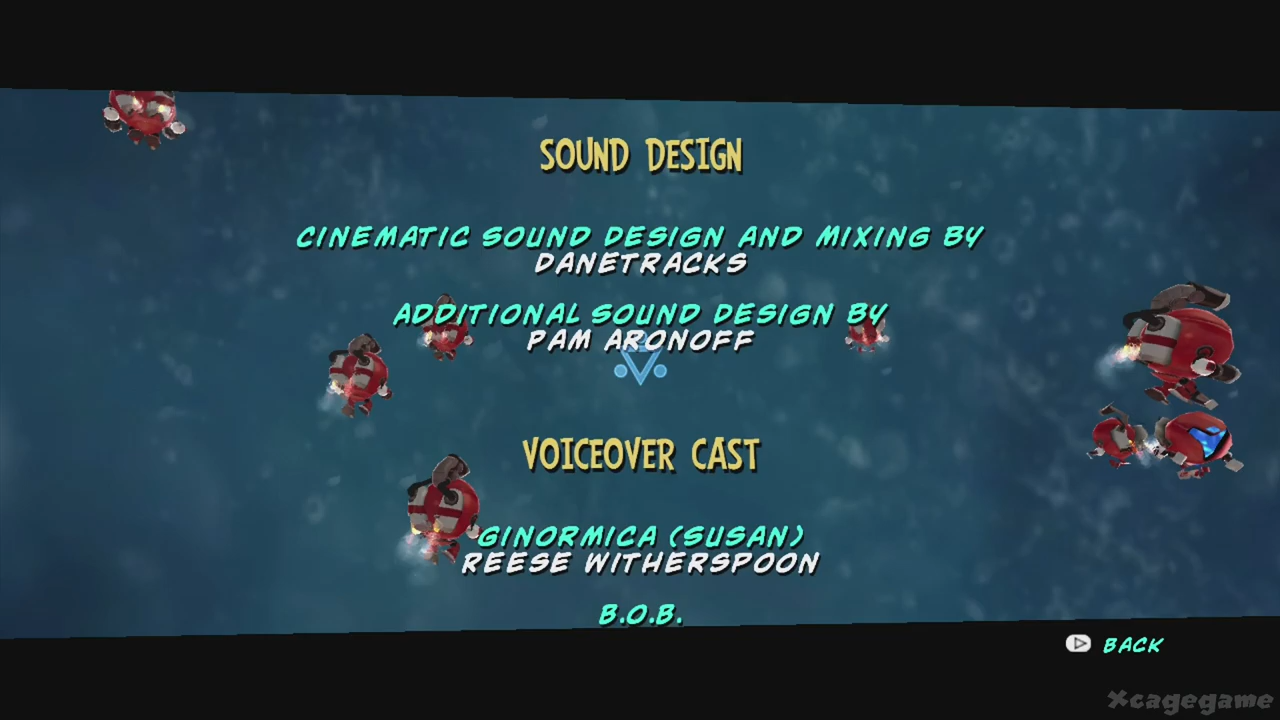 SOUND DESIGN
CINEMATIC SOUND DESIGN AND MIXING BY
DANETRACKS
ADDITIONAL SOUND DESIGN BY
PAM ARONOFF
VOICEOVER CAST
GINORMICA (SUSAN)
REESE WITHERSPOON
B.O.B.
BACK
Xcagegame